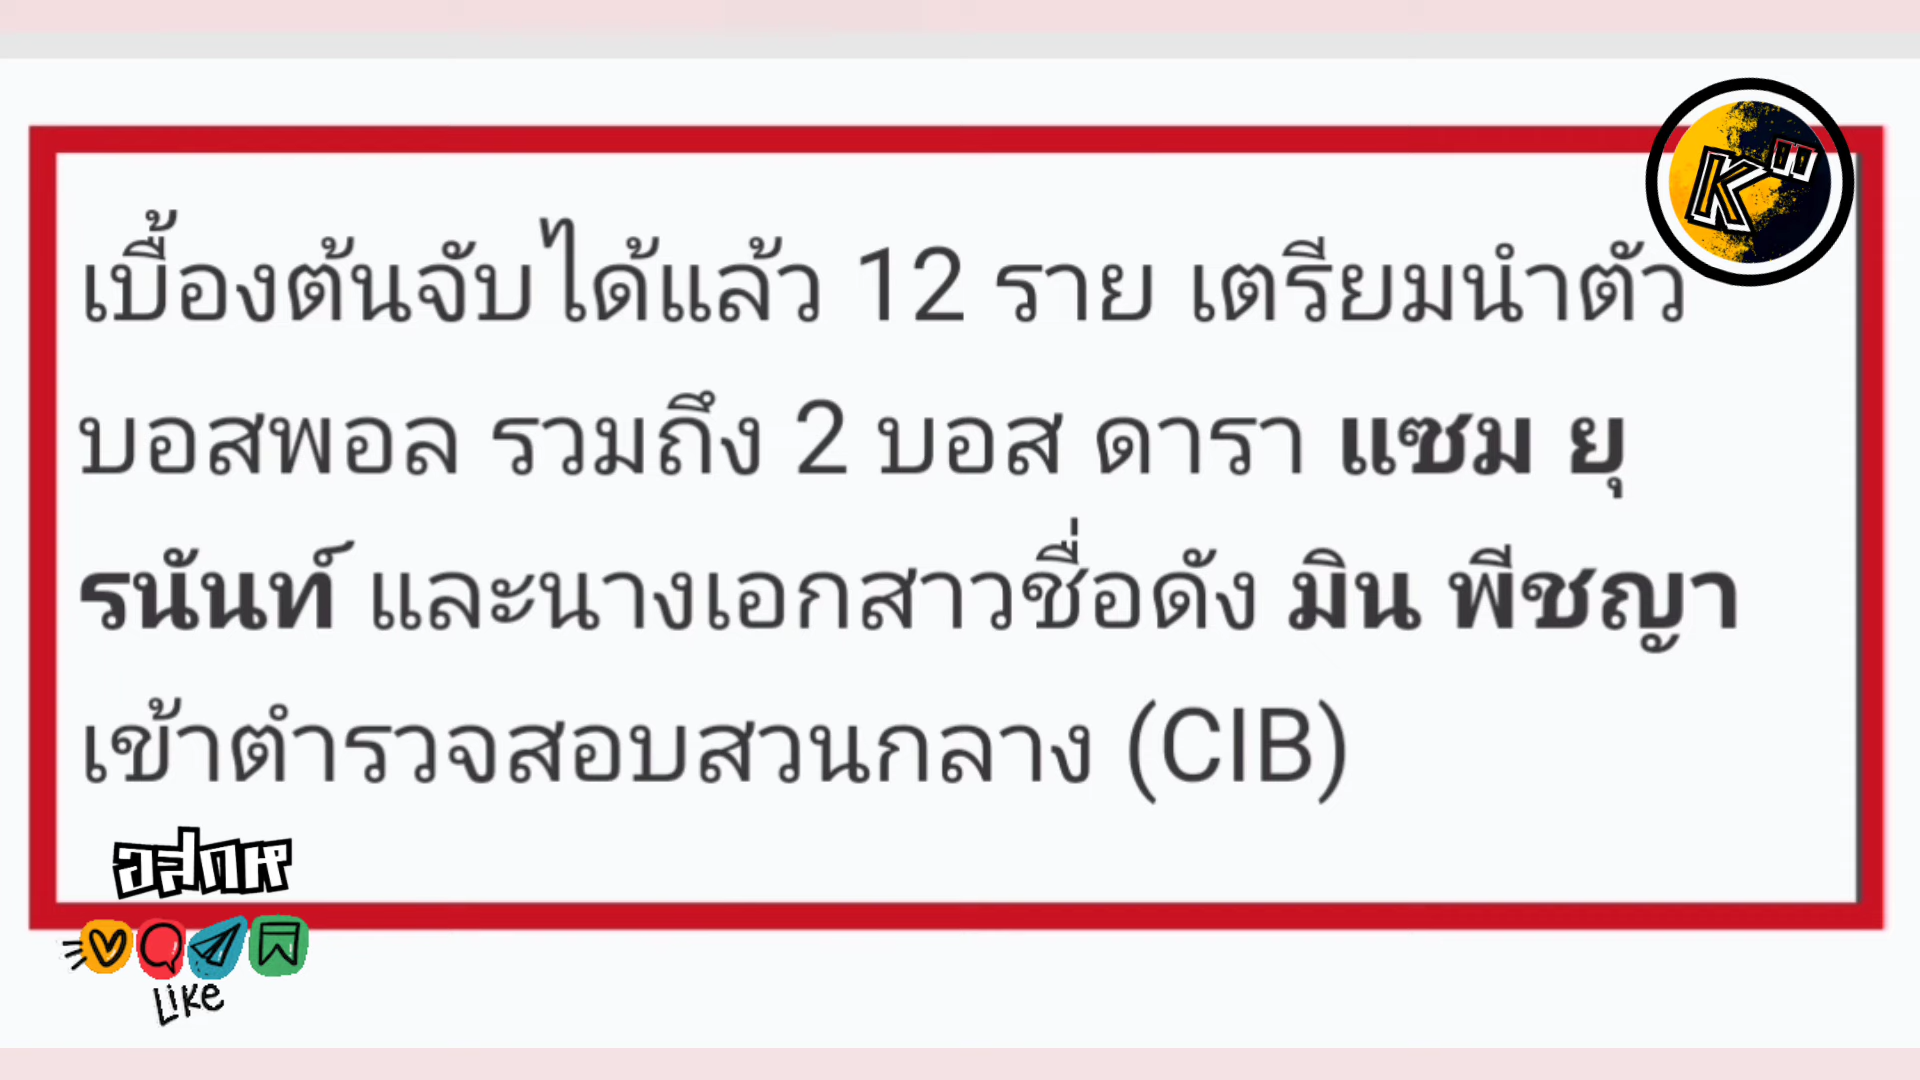 K"
เบื้องต้นจับได้แล้ว 12 ราย เตรียมนำตัว
บอสพอล รวมถึง 2 บอส ดารา แซม ยุ
รนันท์ และนางเอกสาวชื่อดัง มิน พีชญา
เข้าตำรวจสอบสวนกลาง (CIB)
อสกห
LIKE